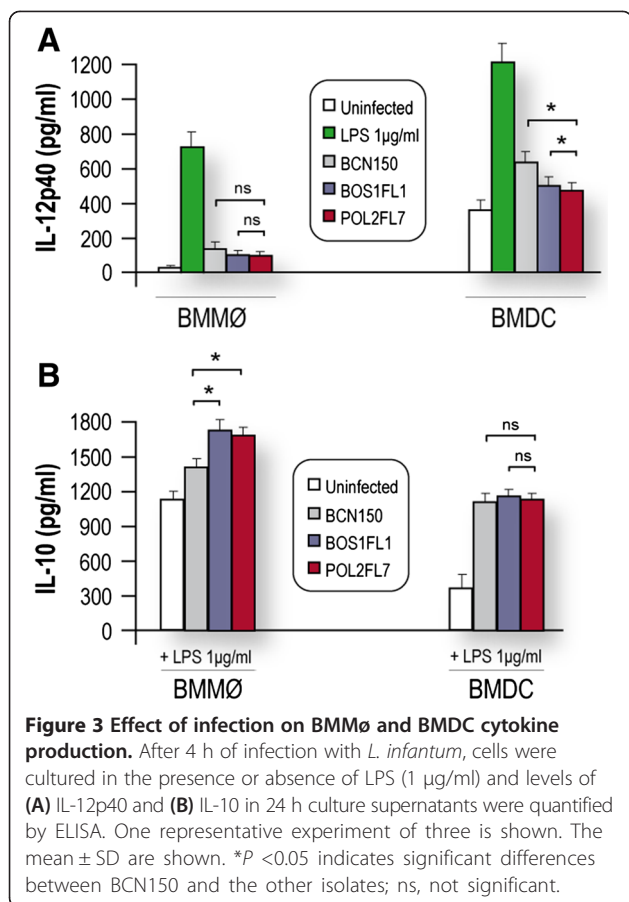 A
IL-12p40 (pg/ml)
1200
1000
800
600
400
200
0
Uninfected
LPS 1µg/ml
BCN150
BOS1FL1
POL2FL7
ns
ns
*
*
BMMØ
BMDC
B
IL-10 (pg/ml)
1800
1500
1200
900
600
300
0
*
*
Uninfected
BCN150
BOS1FL1
POL2FL7
ns
ns
+ LPS 1µg/ml
+ LPS 1µg/ml
BMMØ
BMDC
Figure 3 Effect of infection on BMMø and BMDC cytokine
production. After 4 h of infection with L. infantum, cells were
cultured in the presence or absence of LPS (1 µg/ml) and levels of
(A) IL-12p40 and (B) IL-10 in 24 h culture supernatants were quantified
by ELISA. One representative experiment of three is shown. The
mean ± SD are shown. *P <0.05 indicates significant differences
between BCN150 and the other isolates; ns, not significant.